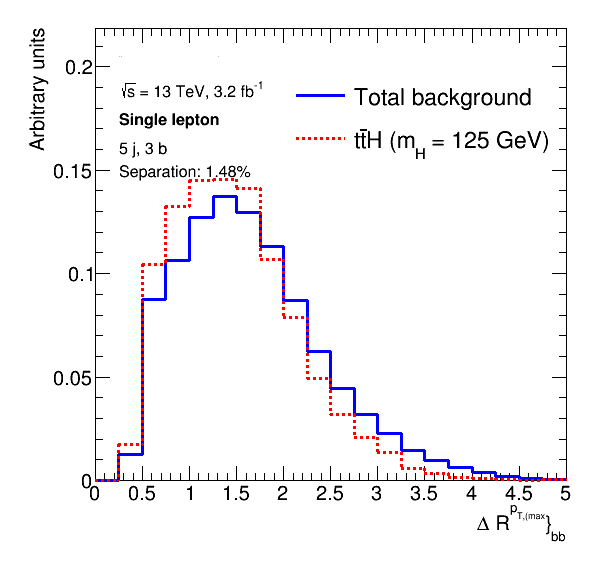 Arbitrary units
0.2
0.15
0.1
0.05
0
√s = 13 TeV, 3.2 fb⁻¹
Single lepton
5 j, 3 b
Separation: 1.48%
Total background
tt̄H (m_H = 125 GeV)
0 0.5 1 1.5 2 2.5 3 3.5 4 4.5 5
Δ R^{p_{T,(max}}}_{bb}